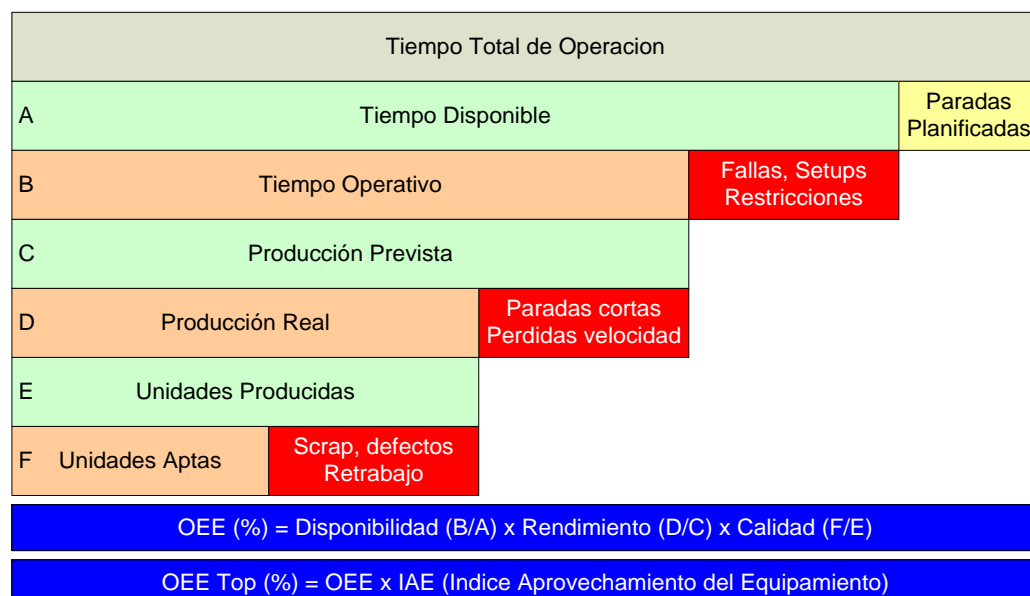 Tiempo Total de Operacion
A
Tiempo Disponible
Paradas
Planificadas
B
Tiempo Operativo
Fallas, Setups
Restricciones
C
Producción Prevista
D
Producción Real
Paradas cortas
Perdidas velocidad
E
Unidades Producidas
F
Unidades Aptas
Scrap, defectos
Retrabajo
OEE (%) = Disponibilidad (B/A) x Rendimiento (D/C) x Calidad (F/E)
OEE Top (%) = OEE x IAE (Indice Aprovechamiento del Equipamiento)